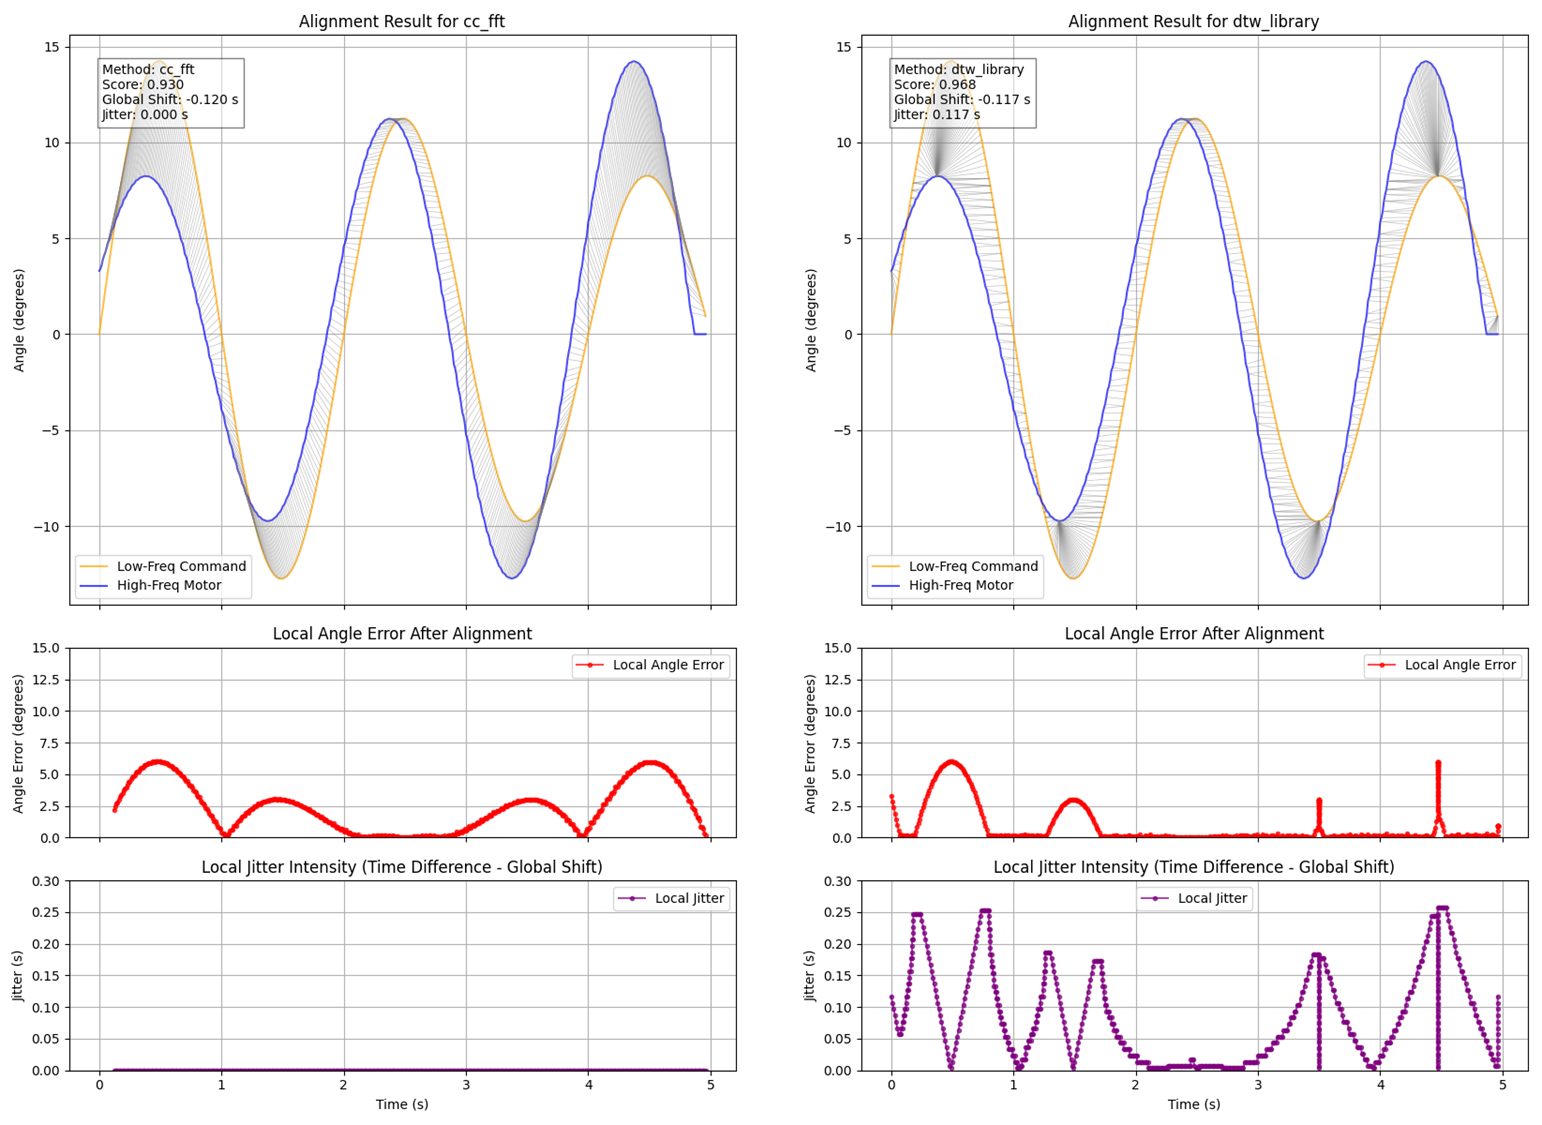 Alignment Result for cc_fft
15
10
5
0
−5
−10
Angle (degrees)
Method: cc_fft
Score: 0.930
Global Shift: -0.120 s
Jitter: 0.000 s
Low-Freq Command
High-Freq Motor
Alignment Result for dtw_library
15
10
5
0
−5
−10
Angle (degrees)
Method: dtw_library
Score: 0.968
Global Shift: -0.117 s
Jitter: 0.117 s
Low-Freq Command
High-Freq Motor
Local Angle Error After Alignment
15.0
12.5
10.0
7.5
5.0
2.5
0.0
Angle Error (degrees)
Local Angle Error
Local Angle Error After Alignment
15.0
12.5
10.0
7.5
5.0
2.5
0.0
Angle Error (degrees)
Local Angle Error
Local Jitter Intensity (Time Difference - Global Shift)
0.30
0.25
0.20
0.15
0.10
0.05
0.00
Jitter (s)
Local Jitter
0 1 2 3 4 5
Time (s)
Local Jitter Intensity (Time Difference - Global Shift)
0.30
0.25
0.20
0.15
0.10
0.05
0.00
Jitter (s)
Local Jitter
0 1 2 3 4 5
Time (s)